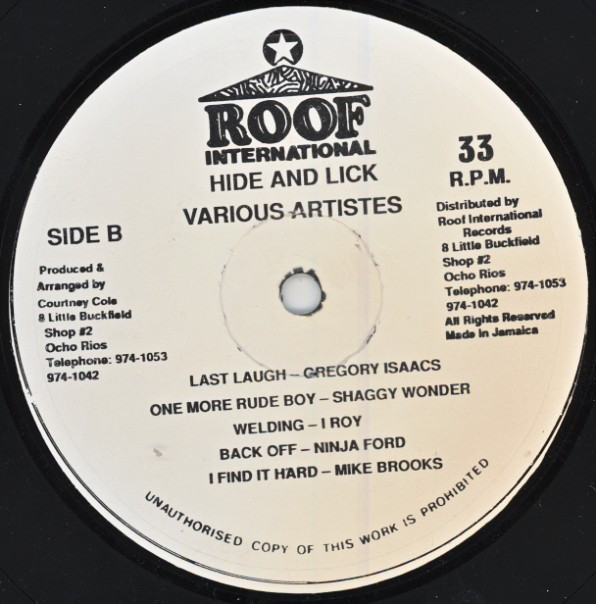 ROOF
INTERNATIONAL
HIDE AND LICK
VARIOUS ARTISTES
33
R.P.M.
SIDE B
Produced &
Arranged by
Courtney Cole
8 Little Buckfield
Shop #2
Ocho Rios
Telephone: 974-1053
974-1042
Distributed by
Roof International
Records
8 Little Buckfield
Shop #2
Ocho Rios
Telephone: 974-1053
974-1042
All Rights Reserved
Made in Jamaica
LAST LAUGH – GREGORY ISAACS
ONE MORE RUDE BOY – SHAGGY WONDER
WELDING – I ROY
BACK OFF – NINJA FORD
I FIND IT HARD – MIKE BROOKS
UNAUTHORISED COPY OF THIS WORK IS PROHIBITED